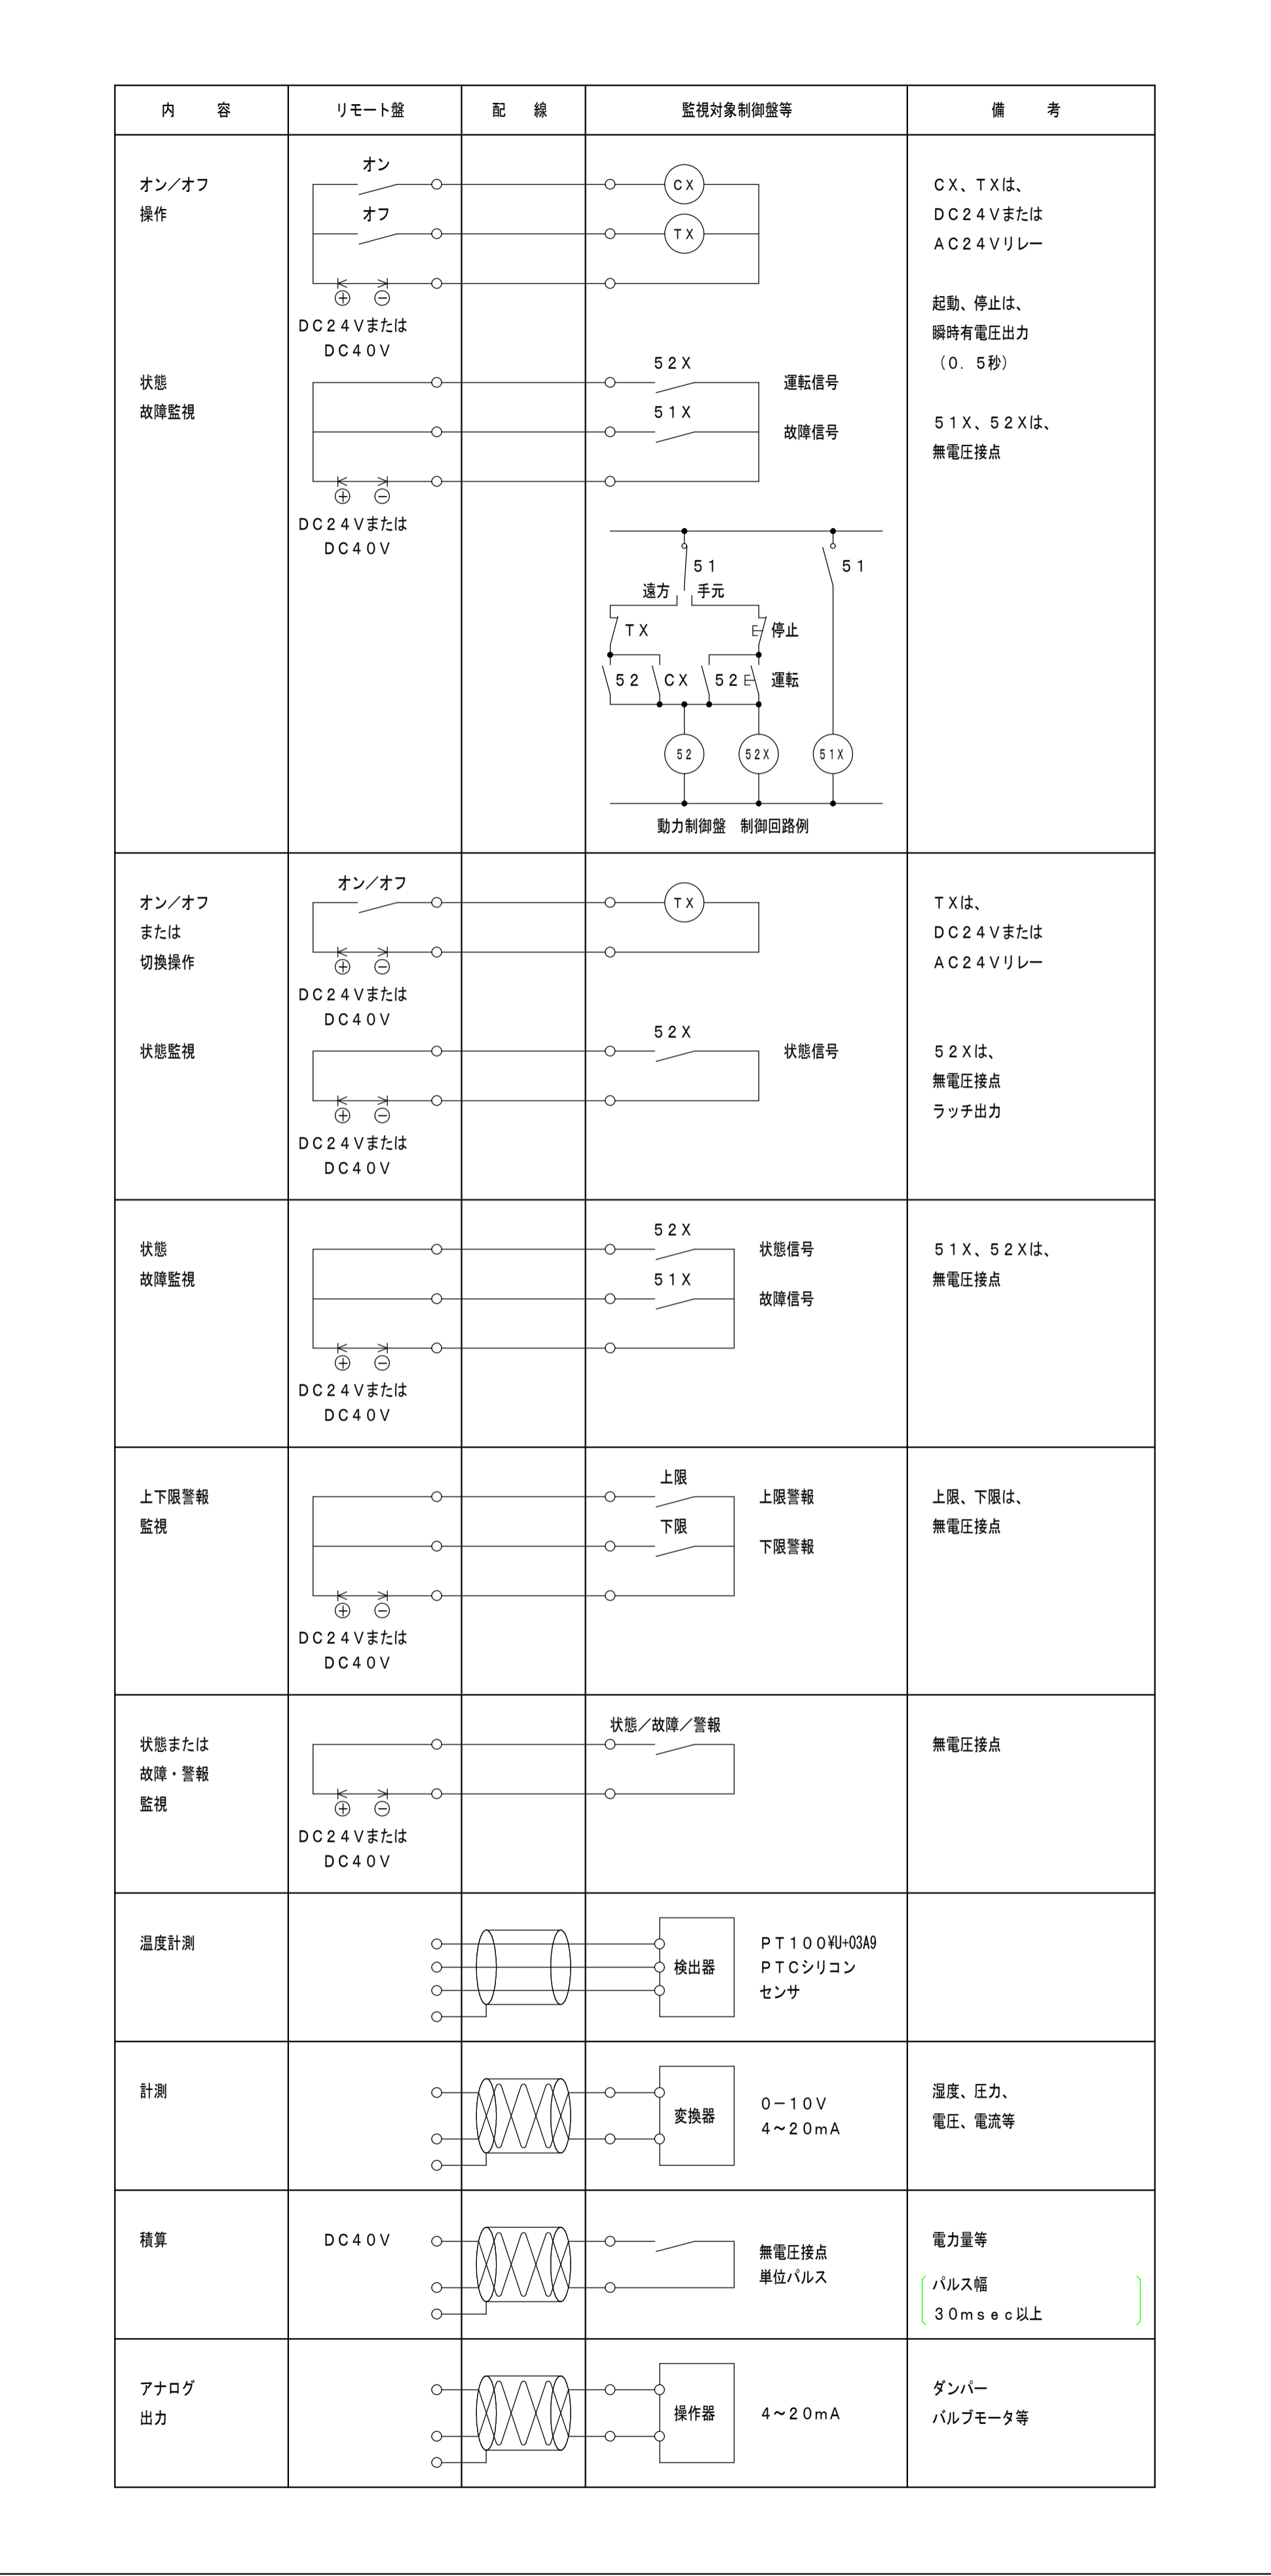 内　容
リモート盤
配　線
監視対象制御盤等
備　考
オン／オフ
操作
オン
オフ
⊕ ⊖
ＤＣ２４Ｖまたは
ＤＣ４０Ｖ
ＣＸ
ＴＸ
ＣＸ、ＴＸは、
ＤＣ２４Ｖまたは
ＡＣ２４Ｖリレー
起動、停止は、
瞬時有電圧出力
（０．５秒）
５１Ｘ、５２Ｘは、
無電圧接点
状態
故障監視
⊕ ⊖
ＤＣ２４Ｖまたは
ＤＣ４０Ｖ
５２Ｘ
運転信号
５１Ｘ
故障信号
５１
５１
遠方
手元
ＴＸ
停止
５２
ＣＸ
５２
運転
５２
５２Ｘ
５１Ｘ
動力制御盤　制御回路例
オン／オフ
または
切換操作
オン／オフ
⊕ ⊖
ＤＣ２４Ｖまたは
ＤＣ４０Ｖ
ＴＸ
ＴＸは、
ＤＣ２４Ｖまたは
ＡＣ２４Ｖリレー
状態監視
⊕ ⊖
ＤＣ２４Ｖまたは
ＤＣ４０Ｖ
５２Ｘ
状態信号
５２Ｘは、
無電圧接点
ラッチ出力
状態
故障監視
⊕ ⊖
ＤＣ２４Ｖまたは
ＤＣ４０Ｖ
５２Ｘ
状態信号
５１Ｘ
故障信号
５１Ｘ、５２Ｘは、
無電圧接点
上下限警報
監視
⊕ ⊖
ＤＣ２４Ｖまたは
ＤＣ４０Ｖ
上限
上限警報
下限
下限警報
上限、下限は、
無電圧接点
状態または
故障・警報
監視
⊕ ⊖
ＤＣ２４Ｖまたは
ＤＣ４０Ｖ
状態／故障／警報
無電圧接点
温度計測
検出器
ＰＴ１００¥U+03A9
ＰＴＣシリコン
センサ
計測
変換器
０－１０Ｖ
４～２０ｍＡ
湿度、圧力、
電圧、電流等
積算
ＤＣ４０Ｖ
無電圧接点
単位パルス
電力量等
パルス幅
３０ｍｓｅｃ以上
アナログ
出力
操作器
４～２０ｍＡ
ダンパー
バルブモータ等